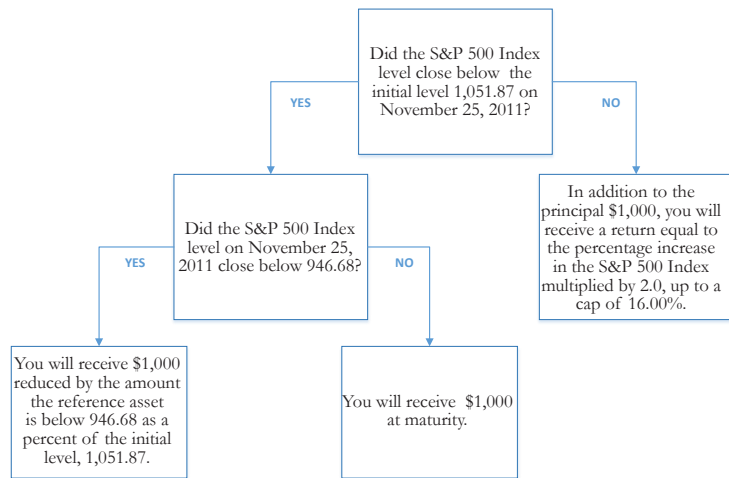 Did the S&P 500 Index
level close below the
initial level 1,051.87 on
November 25, 2011?
YES
NO
Did the S&P 500 Index
level on November 25,
2011 close below 946.68?
In addition to the
principal $1,000, you will
receive a return equal to
the percentage increase
in the S&P 500 Index
multiplied by 2.0, up to a
cap of 16.00%.
YES
NO
You will receive $1,000
reduced by the amount
the reference asset
is below 946.68 as a
percent of the initial
level, 1,051.87.
You will receive $1,000
at maturity.